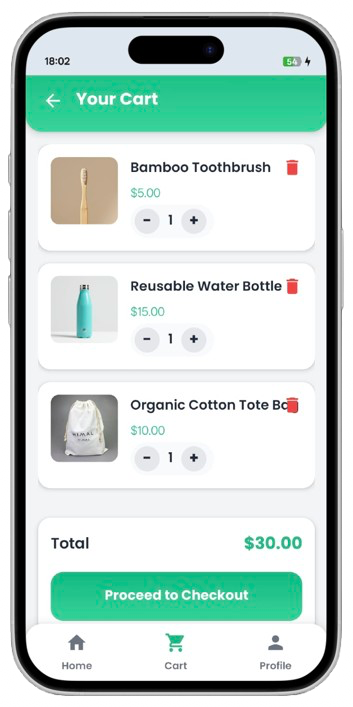 18:02
54
Your Cart
Bamboo Toothbrush
$5.00
- 1 +
Reusable Water Bottle
$15.00
- 1 +
Organic Cotton Tote Bag
$10.00
- 1 +
Total $30.00
Proceed to Checkout
Home Cart Profile